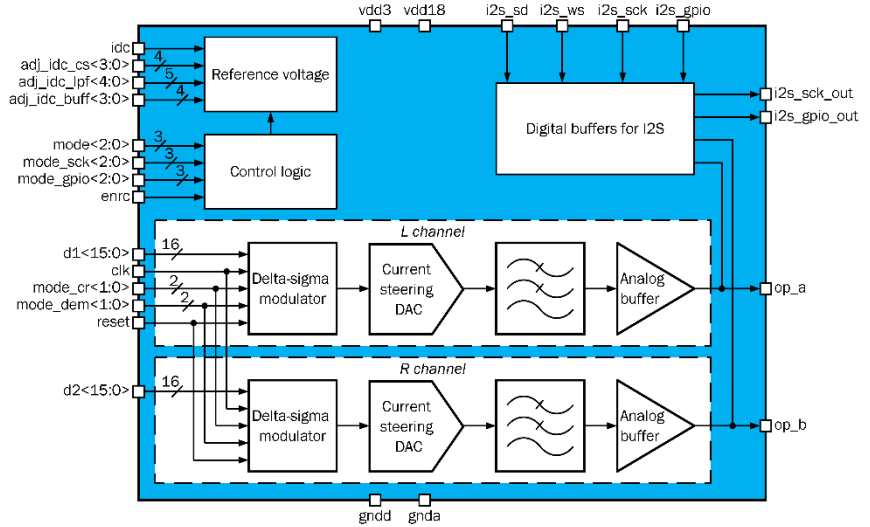 vdd3
vdd18
i2s_sd
i2s_ws
i2s_sck
i2s_gpio
idc
adj_idc_cs<3:0>
4
adj_idc_lpf<4:0>
5
adj_idc_buff<3:0>
4
Reference voltage
Digital buffers for I2S
i2s_sck_out
i2s_gpio_out
mode<2:0>
3
mode_sck<2:0>
3
mode_gpio<2:0>
3
enrc
Control logic
L channel
d1<15:0>
16
clk
mode_cr<1:0>
2
mode_dem<1:0>
2
reset
Delta-sigma
modulator
Current
steering
DAC
Analog
buffer
op_a
R channel
d2<15:0>
16
Delta-sigma
modulator
Current
steering
DAC
Analog
buffer
op_b
gndd
gnda